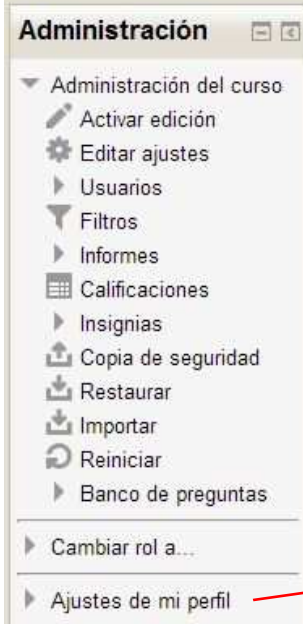 Administración
Administración del curso
Activar edición
Editar ajustes
Usuarios
Filtros
Informes
Calificaciones
Insignias
Copia de seguridad
Restaurar
Importar
Reiniciar
Banco de preguntas
Cambiar rol a...
Ajustes de mi perfil